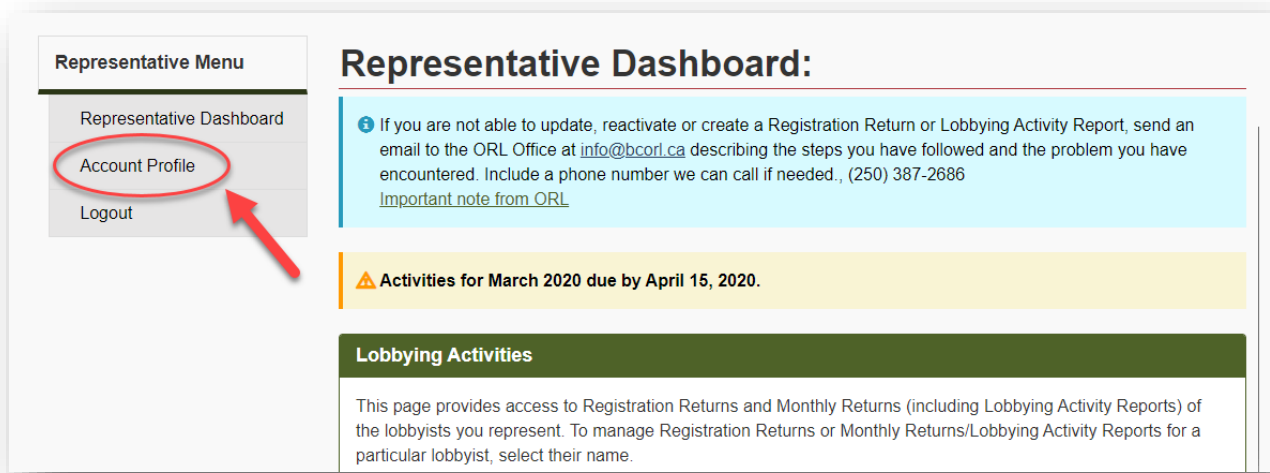 Representative Menu
Representative Dashboard
Account Profile
Logout
Representative Dashboard:
If you are not able to update, reactivate or create a Registration Return or Lobbying Activity Report, send an
email to the ORL Office at info@bcorl.ca describing the steps you have followed and the problem you have
encountered. Include a phone number we can call if needed., (250) 387-2686
Important note from ORL
Activities for March 2020 due by April 15, 2020.
Lobbying Activities
This page provides access to Registration Returns and Monthly Returns (including Lobbying Activity Reports) of
the lobbyists you represent. To manage Registration Returns or Monthly Returns/Lobbying Activity Reports for a
particular lobbyist, select their name.